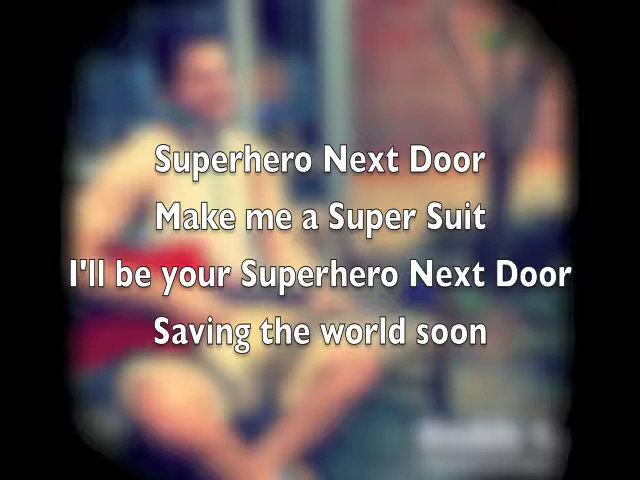 Superhero Next Door
Make me a Super Suit
I'll be your Superhero Next Door
Saving the world soon